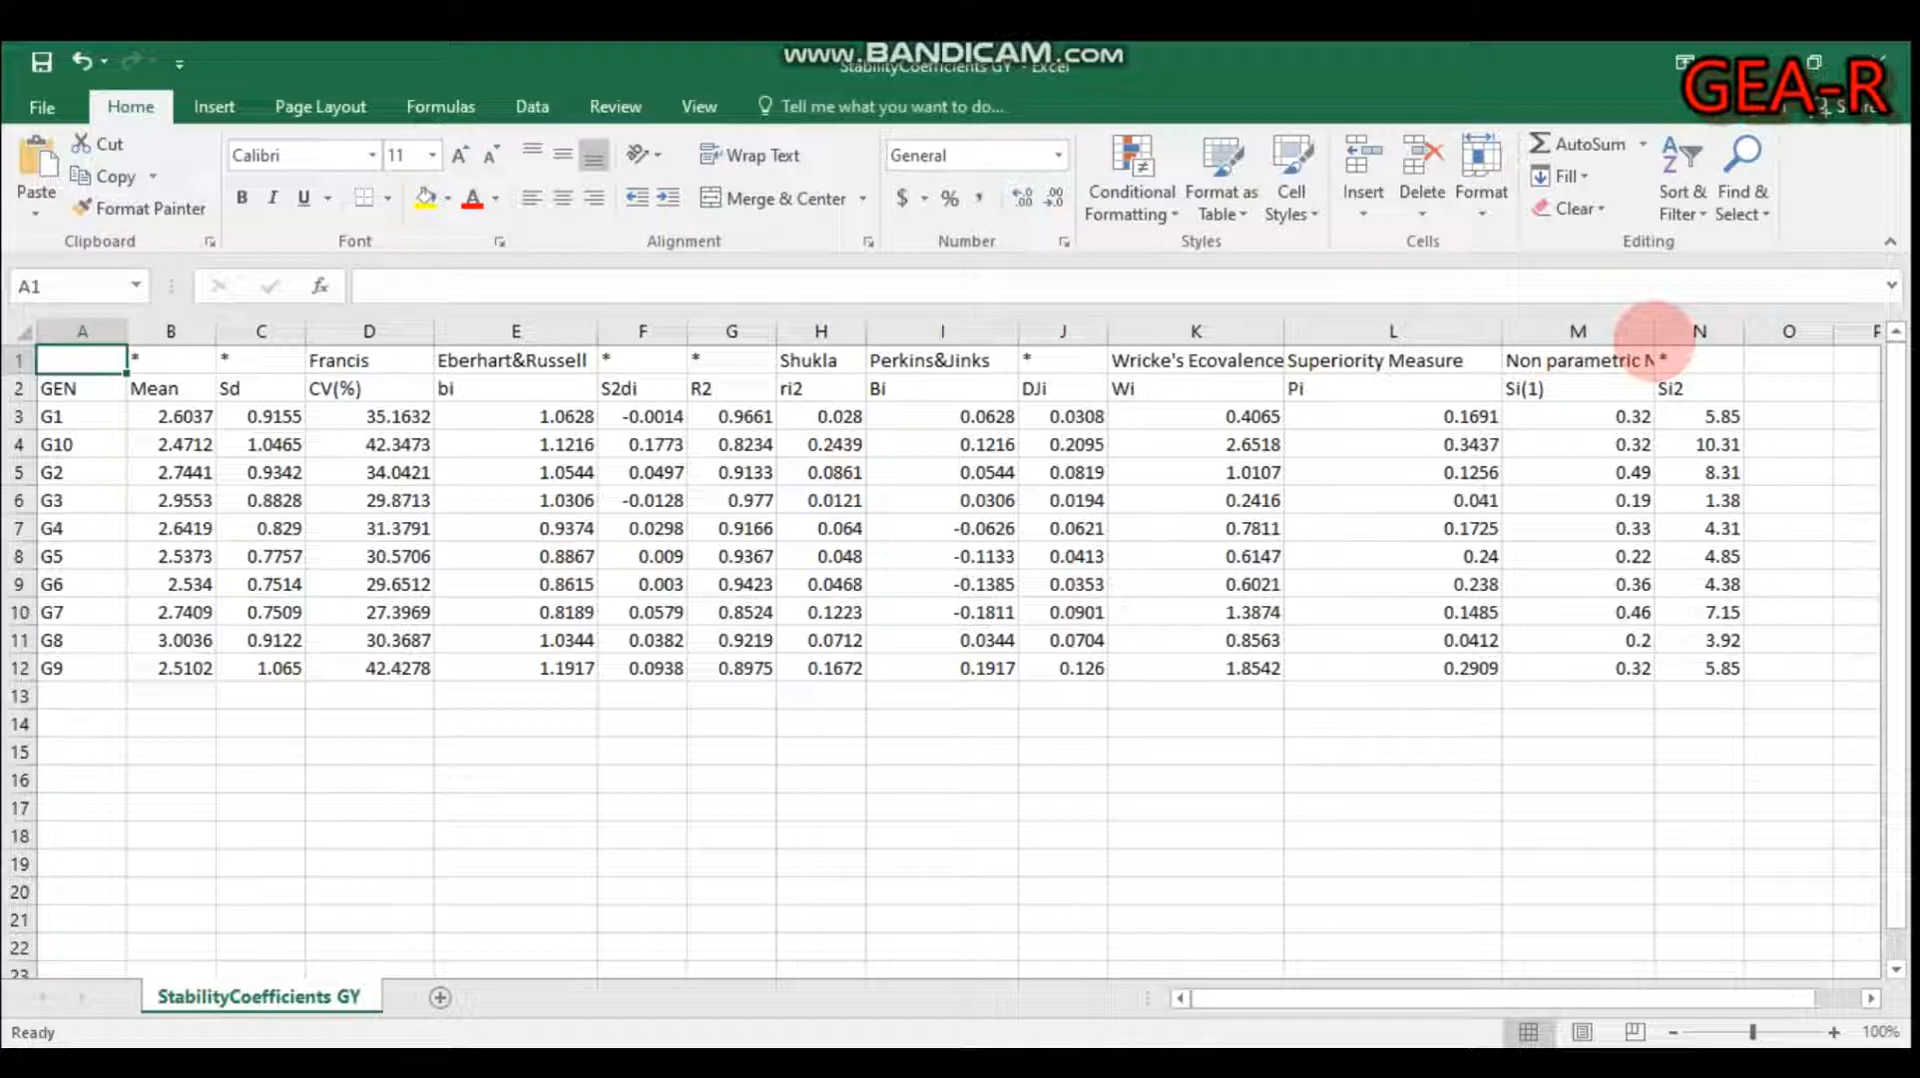 www.BANDICAM.com
StabilityCoefficients GY - Excel
GEA-R
File Home Insert Page Layout Formulas Data Review View Tell me what you want to do...
Cut
Copy
Format Painter
Paste
Clipboard
Calibri 11
B I U
Font
Wrap Text
Merge & Center
Alignment
General
$ % ,
Number
Conditional Formatting
Format as Table
Cell Styles
Styles
Insert Delete Format
Cells
AutoSum
Fill
Clear
Sort & Filter
Find & Select
Editing
A1 fx
A B C D E F G H I J K L M N O
1 * * Francis Eberhart&Russell * * Shukla Perkins&Jinks * Wricke's Ecovalence Superiority Measure Non parametric *
2 GEN Mean Sd CV(%) bi S2di R2 ri2 Bi DJi Wi Pi Si(1) Si2
3 G1 2.6037 0.9155 35.1632 1.0628 -0.0014 0.9661 0.028 0.0628 0.0308 0.4065 0.1691 0.32 5.85
4 G10 2.4712 1.0465 42.3473 1.1216 0.1773 0.8234 0.2439 0.1216 0.2095 2.6518 0.3437 0.32 10.31
5 G2 2.7441 0.9342 34.0421 1.0544 0.0497 0.9133 0.0861 0.0544 0.0819 1.0107 0.1256 0.49 8.31
6 G3 2.9553 0.8828 29.8713 1.0306 -0.0128 0.977 0.0121 0.0306 0.0194 0.2416 0.041 0.19 1.38
7 G4 2.6419 0.829 31.3791 0.9374 0.0298 0.9166 0.064 -0.0626 0.0621 0.7811 0.1725 0.33 4.31
8 G5 2.5373 0.7757 30.5706 0.8867 0.009 0.9367 0.048 -0.1133 0.0413 0.6147 0.24 0.22 4.85
9 G6 2.534 0.7514 29.6512 0.8615 0.003 0.9423 0.0468 -0.1385 0.0353 0.6021 0.238 0.36 4.38
10 G7 2.7409 0.7509 27.3969 0.8189 0.0579 0.8524 0.1223 -0.1811 0.0901 1.3874 0.1485 0.46 7.15
11 G8 3.0036 0.9122 30.3687 1.0344 0.0382 0.9219 0.0712 0.0344 0.0704 0.8563 0.0412 0.2 3.92
12 G9 2.5102 1.065 42.4278 1.1917 0.0938 0.8975 0.1672 0.1917 0.126 1.8542 0.2909 0.32 5.85
13
14
15
16
17
18
19
20
21
22
23
StabilityCoefficients GY
Ready 100%